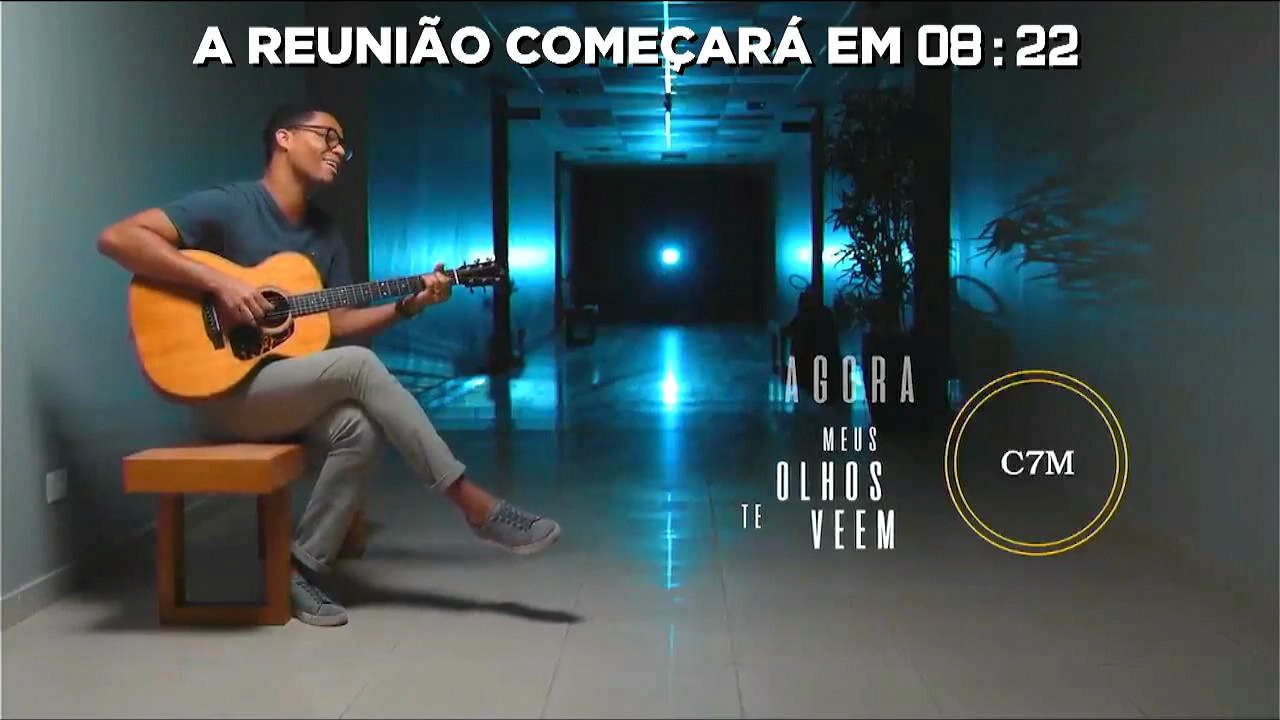 A REUNIÃO COMEÇARÁ EM 08:22
AGORA
MEUS
OLHOS
TE
VEEM
C7M